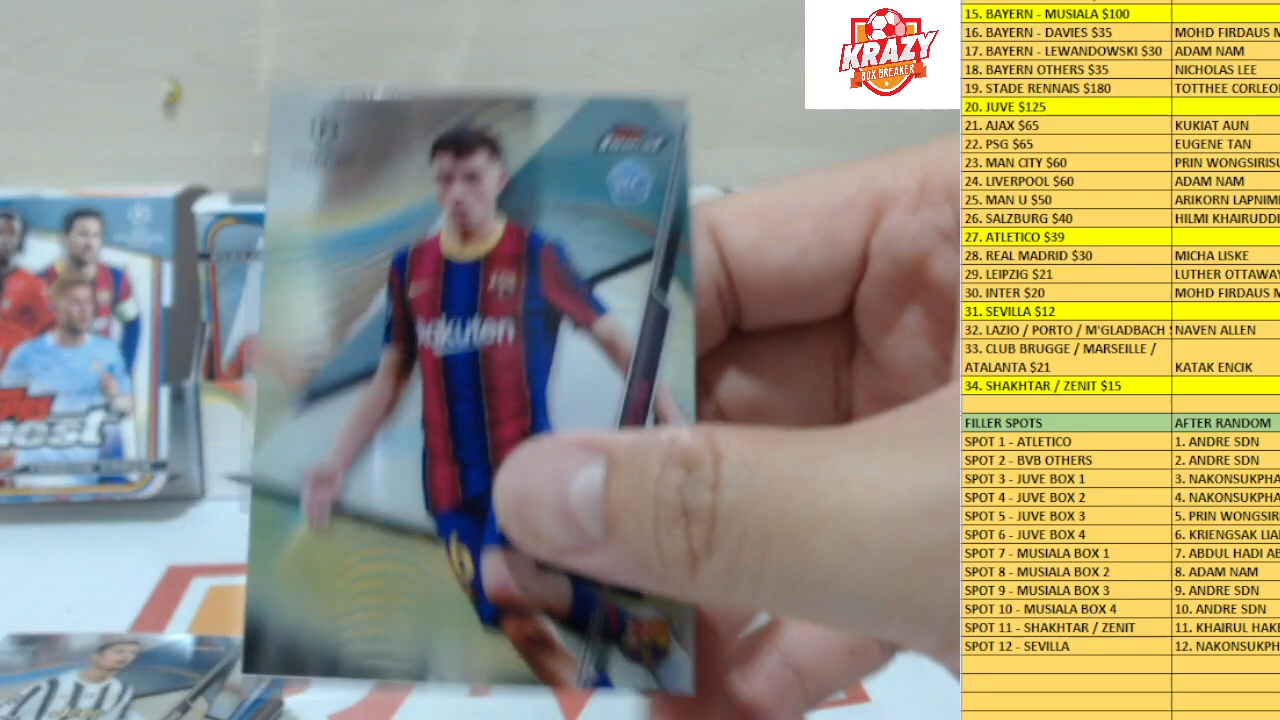 KRAZY
BOX BREAKER
15. BAYERN - MUSIALA $100
16. BAYERN - DAVIES $35 MOHD FIRDAUS M
17. BAYERN - LEWANDOWSKI $30 ADAM NAM
18. BAYERN OTHERS $35 NICHOLAS LEE
19. STADE RENNAIS $180 TOTTHEE CORLEO
20. JUVE $125
21. AJAX $65 KUKIAT AUN
22. PSG $65 EUGENE TAN
23. MAN CITY $60 PRIN WONGSIRISU
24. LIVERPOOL $60 ADAM NAM
25. MAN U $50 ARIKORN LAPNIM
26. SALZBURG $40 HILMI KHAIRUDDI
27. ATLETICO $39
28. REAL MADRID $30 MICHA LISKE
29. LEIPZIG $21 LUTHER OTTAWAY
30. INTER $20 MOHD FIRDAUS M
31. SEVILLA $12
32. LAZIO / PORTO / M'GLADBACH NAVEN ALLEN
33. CLUB BRUGGE / MARSEILLE /
ATALANTA $21 KATAK ENCIK
34. SHAKHTAR / ZENIT $15
FILLER SPOTS AFTER RANDOM
SPOT 1 - ATLETICO 1. ANDRE SDN
SPOT 2 - BVB OTHERS 2. ANDRE SDN
SPOT 3 - JUVE BOX 1 3. NAKONSUKPHA
SPOT 4 - JUVE BOX 2 4. NAKONSUKPHA
SPOT 5 - JUVE BOX 3 5. PRIN WONGSIR
SPOT 6 - JUVE BOX 4 6. KRIENGSAK LIA
SPOT 7 - MUSIALA BOX 1 7. ABDUL HADI AB
SPOT 8 - MUSIALA BOX 2 8. ADAM NAM
SPOT 9 - MUSIALA BOX 3 9. ANDRE SDN
SPOT 10 - MUSIALA BOX 4 10. ANDRE SDN
SPOT 11 - SHAKHTAR / ZENIT 11. KHAIRUL HAK
SPOT 12 - SEVILLA 12. NAKONSUKPH
Rakuten
finest